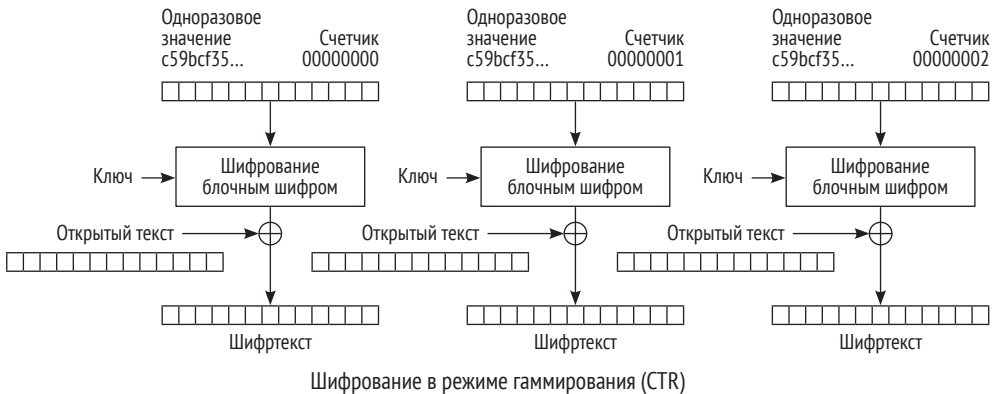 Одноразовое
значение Счетчик
c59bcf35... 00000000
Одноразовое
значение Счетчик
c59bcf35... 00000001
Одноразовое
значение Счетчик
c59bcf35... 00000002
Ключ
Шифрование
блочным шифром
Ключ
Шифрование
блочным шифром
Ключ
Шифрование
блочным шифром
Открытый текст
Открытый текст
Открытый текст
Шифртекст
Шифртекст
Шифртекст
Шифрование в режиме гаммирования (CTR)